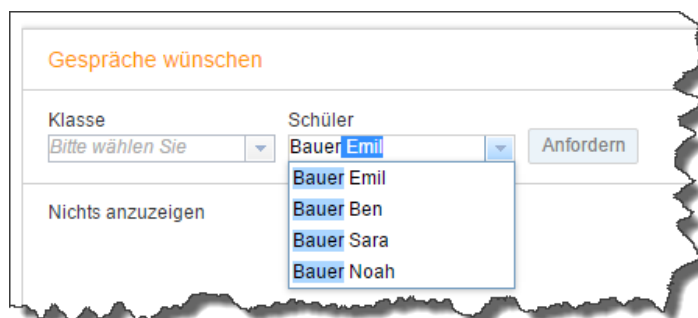 Gespräche wünschen
Klasse Schüler
Bitte wählen Sie Bauer Emil Anfordern
Bauer Emil
Nichts anzuzeigen Bauer Ben
Bauer Sara
Bauer Noah